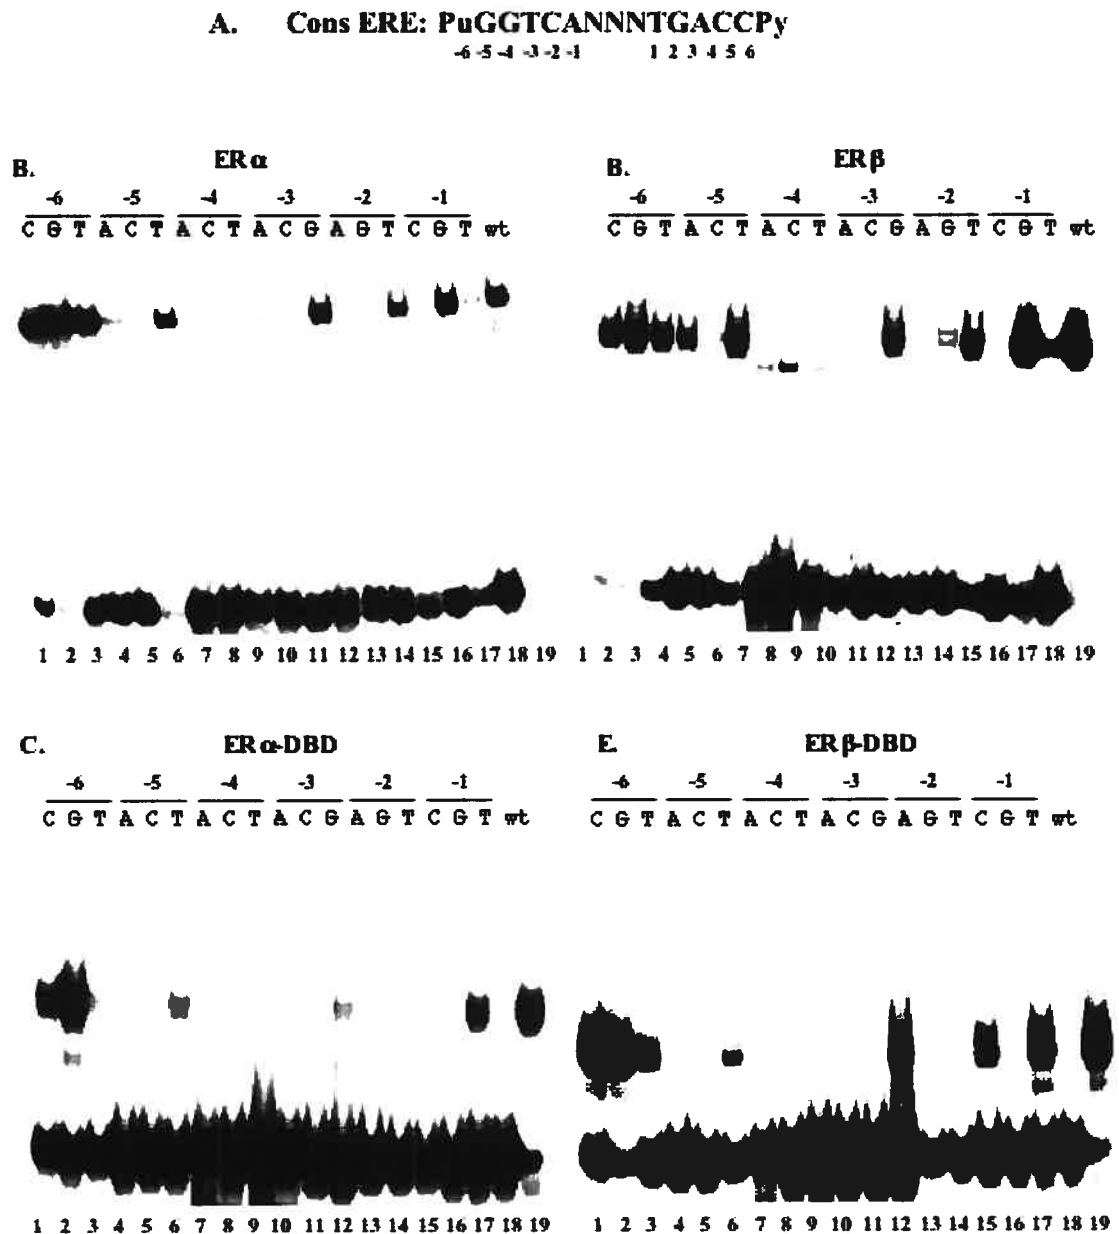 A. Cons ERE: PuGGTCANNNTGACCPy
-6 -5 -4 -3 -2 -1 1 2 3 4 5 6
B. ERα
-6 -5 -4 -3 -2 -1
C G T A C T A C T A C G A G T C G T wt
1 2 3 4 5 6 7 8 9 10 11 12 13 14 15 16 17 18 19
B. ERβ
-6 -5 -4 -3 -2 -1
C G T A C T A C T A C G A G T C G T wt
1 2 3 4 5 6 7 8 9 10 11 12 13 14 15 16 17 18 19
C. ERα-DBD
-6 -5 -4 -3 -2 -1
C G T A C T A C T A C G A G T C G T wt
1 2 3 4 5 6 7 8 9 10 11 12 13 14 15 16 17 18 19
E. ERβ-DBD
-6 -5 -4 -3 -2 -1
C G T A C T A C T A C G A G T C G T wt
1 2 3 4 5 6 7 8 9 10 11 12 13 14 15 16 17 18 19